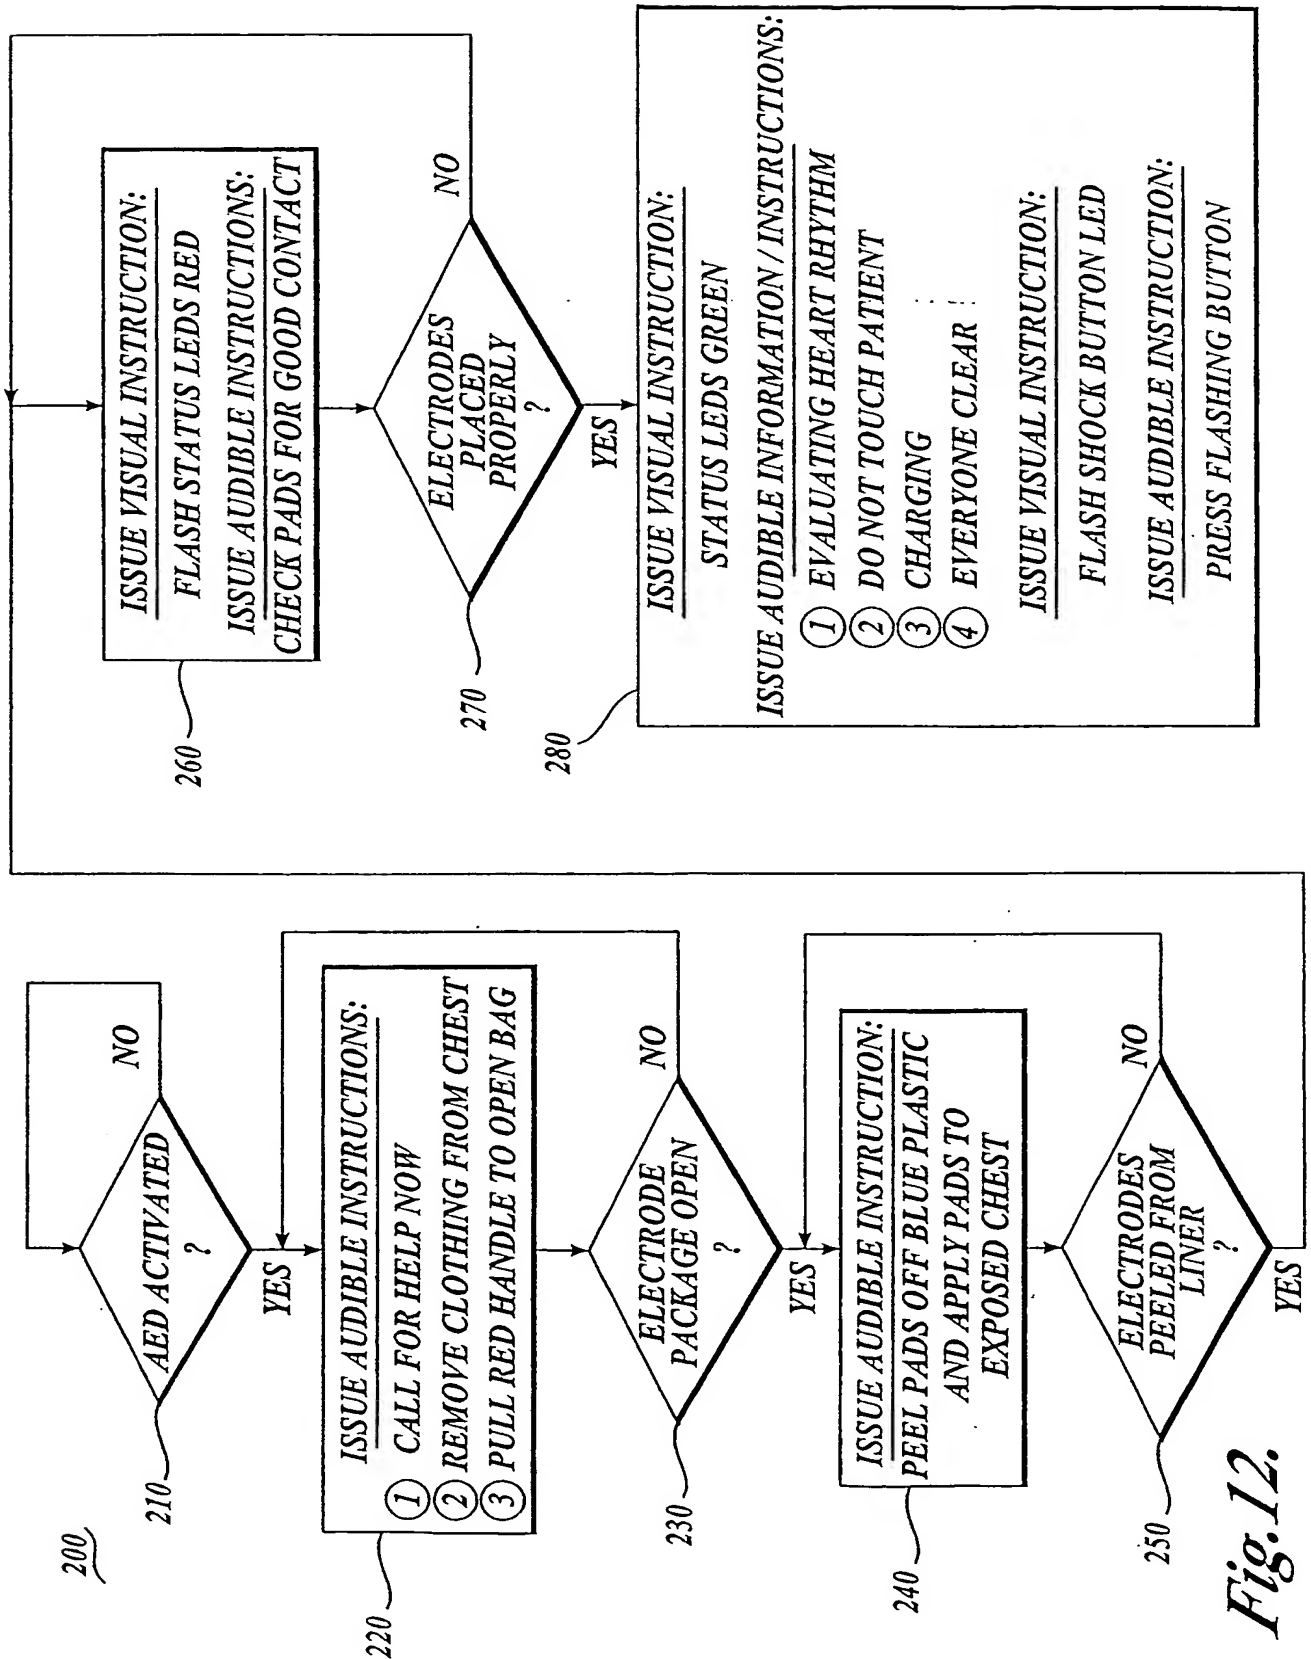 200
210
AED ACTIVATED
?
NO
YES
220
ISSUE AUDIBLE INSTRUCTIONS:
1 CALL FOR HELP NOW
2 REMOVE CLOTHING FROM CHEST
3 PULL RED HANDLE TO OPEN BAG
230
ELECTRODE
PACKAGE OPEN
?
NO
YES
240
ISSUE AUDIBLE INSTRUCTION:
PEEL PADS OFF BLUE PLASTIC
AND APPLY PADS TO
EXPOSED CHEST
250
ELECTRODES
PEELED FROM
LINER
?
NO
YES
260
ISSUE VISUAL INSTRUCTION:
FLASH STATUS LEDS RED
ISSUE AUDIBLE INSTRUCTIONS:
CHECK PADS FOR GOOD CONTACT
270
ELECTRODES
PLACED
PROPERLY
?
NO
YES
280
ISSUE VISUAL INSTRUCTION:
STATUS LEDS GREEN
ISSUE AUDIBLE INFORMATION / INSTRUCTIONS:
1 EVALUATING HEART RHYTHM
2 DO NOT TOUCH PATIENT
3 CHARGING
4 EVERYONE CLEAR
ISSUE VISUAL INSTRUCTION:
FLASH SHOCK BUTTON LED
ISSUE AUDIBLE INSTRUCTION:
PRESS FLASHING BUTTON
Fig.12.